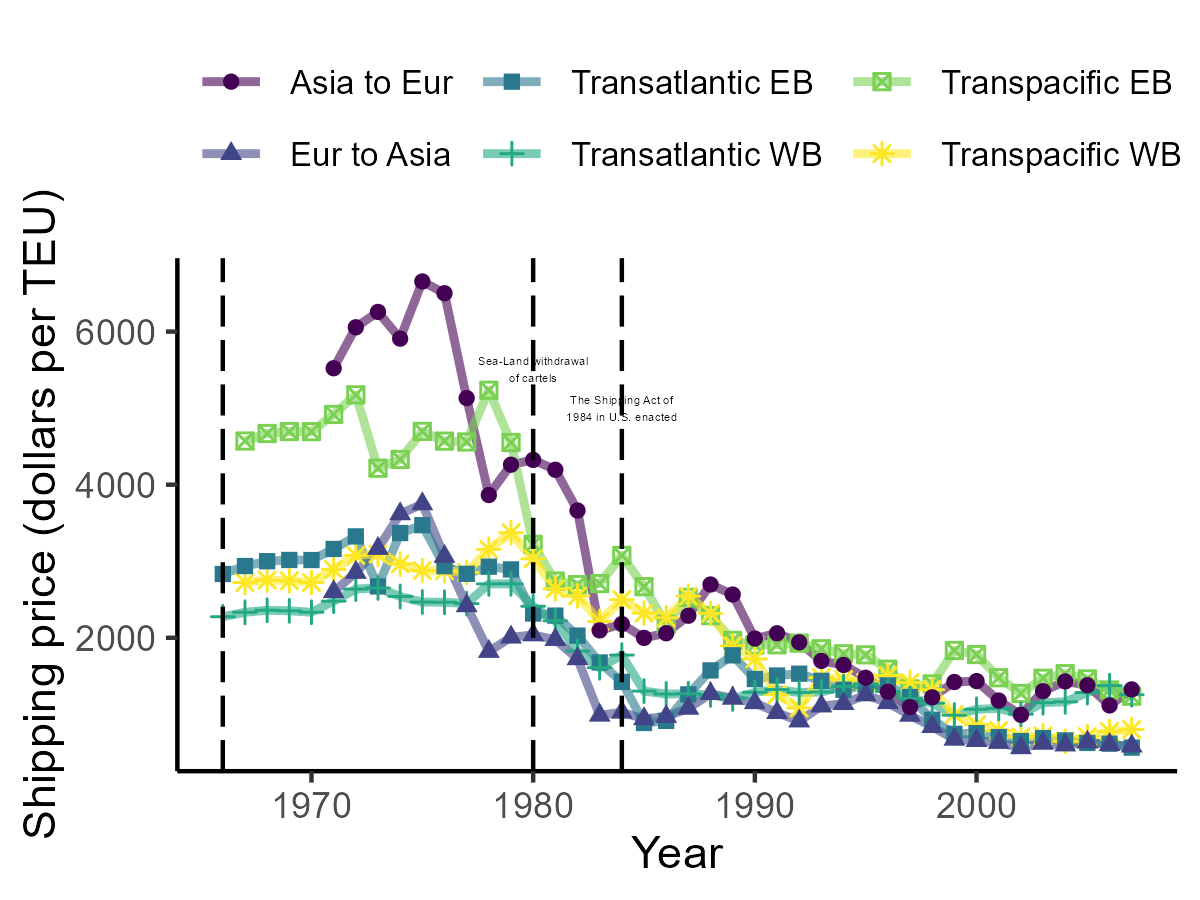 Asia to Eur
Transatlantic EB
Transpacific EB
Eur to Asia
Transatlantic WB
Transpacific WB
Shipping price (dollars per TEU)
6000
4000
2000
Sea-Land withdrawal
of cartels
The Shipping Act of
1984 in U.S. enacted
1970
1980
1990
2000
Year